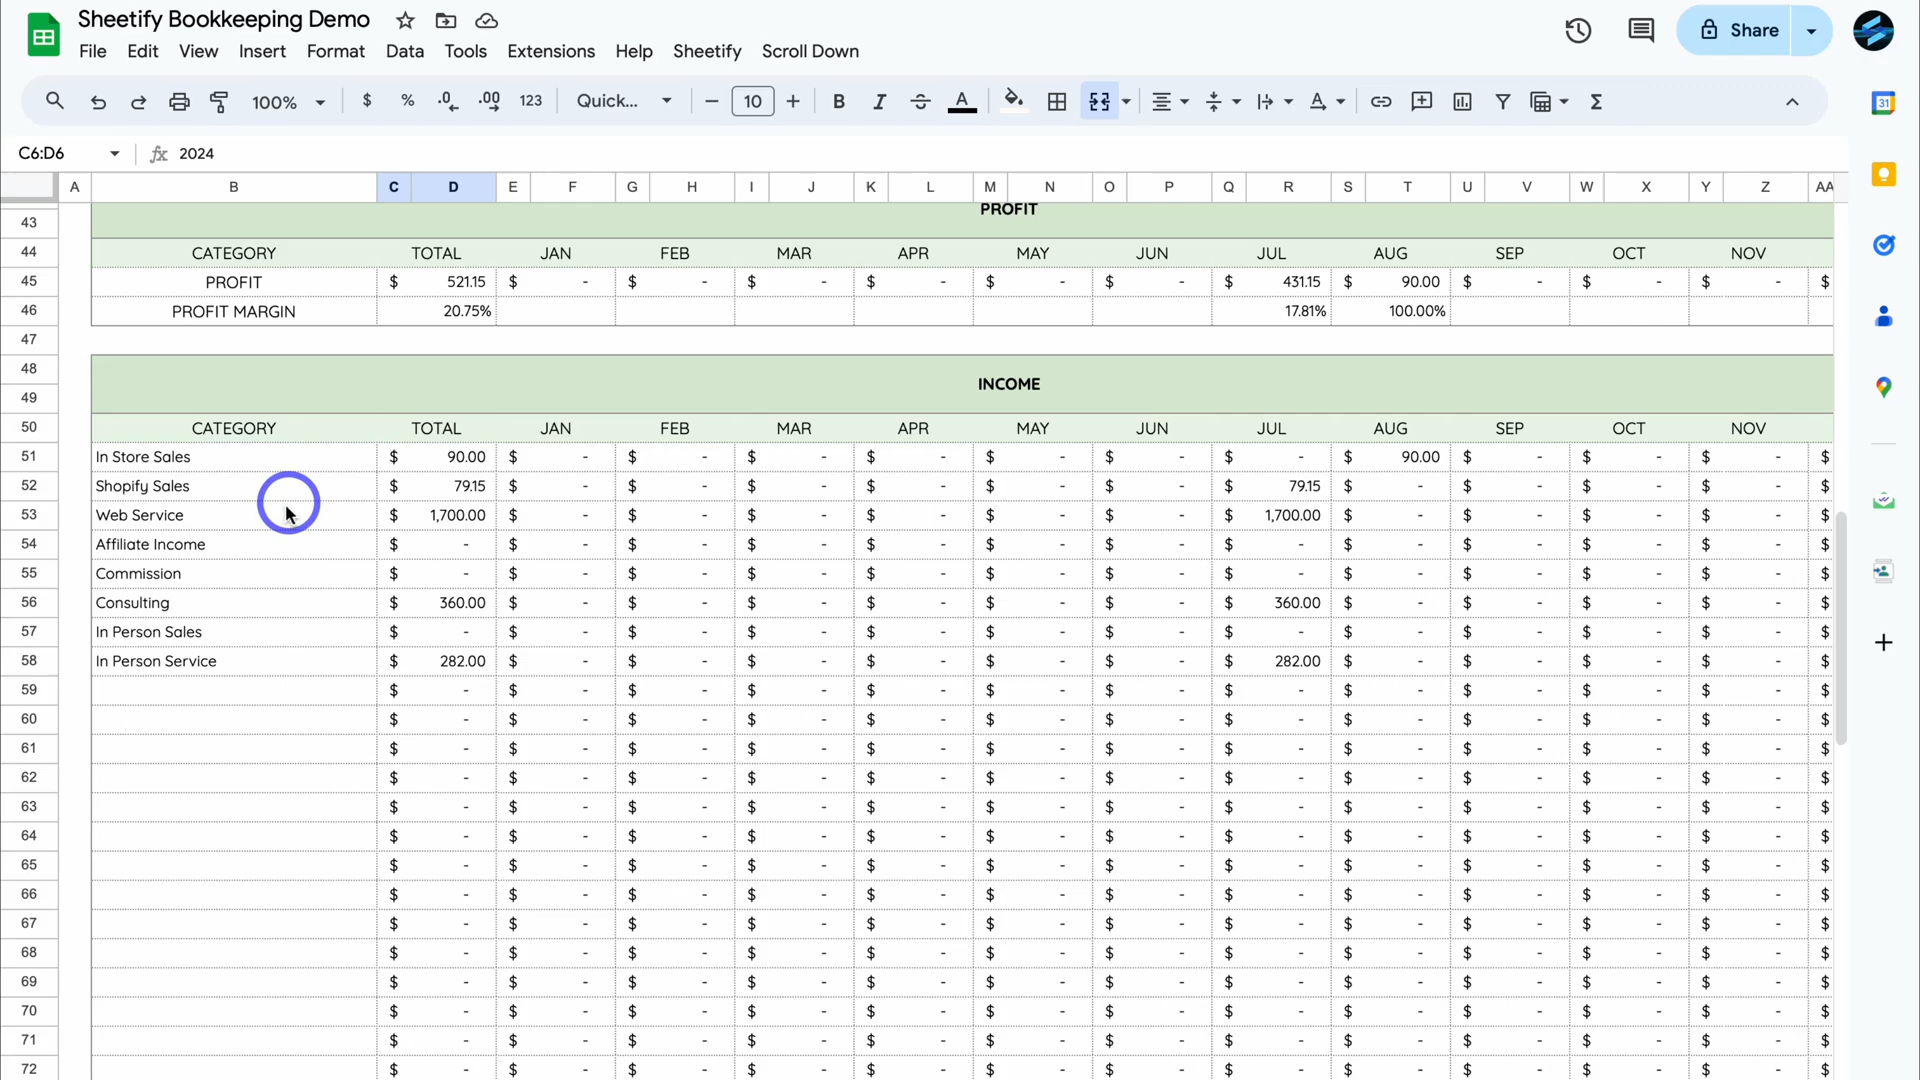 Sheetify Bookkeeping Demo
File Edit View Insert Format Data Tools Extensions Help Sheetify Scroll Down
Share
100% $ % .0 .00 123 Quick... 10 B I A Σ
31
C6:D6 fx 2024
A B C D E F G H I J K L M N O P Q R S T U V W X Y Z AA
43 PROFIT
44 CATEGORY TOTAL JAN FEB MAR APR MAY JUN JUL AUG SEP OCT NOV
45 PROFIT $ 521.15 $ - $ - $ - $ - $ - $ - $ 431.15 $ 90.00 $ - $ - $ - $
46 PROFIT MARGIN 20.75% 17.81% 100.00%
47
48
INCOME
49
50 CATEGORY TOTAL JAN FEB MAR APR MAY JUN JUL AUG SEP OCT NOV
51 In Store Sales $ 90.00 $ - $ - $ - $ - $ - $ - $ - $ 90.00 $ - $ - $ - $
52 Shopify Sales $ 79.15 $ - $ - $ - $ - $ - $ - $ 79.15 $ - $ - $ - $ - $
53 Web Service $ 1,700.00 $ - $ - $ - $ - $ - $ - $ 1,700.00 $ - $ - $ - $ - $
54 Affiliate Income $ - $ - $ - $ - $ - $ - $ - $ - $ - $ - $ - $ - $
55 Commission $ - $ - $ - $ - $ - $ - $ - $ - $ - $ - $ - $ - $
56 Consulting $ 360.00 $ - $ - $ - $ - $ - $ - $ 360.00 $ - $ - $ - $ - $
57 In Person Sales $ - $ - $ - $ - $ - $ - $ - $ - $ - $ - $ - $ - $
58 In Person Service $ 282.00 $ - $ - $ - $ - $ - $ - $ 282.00 $ - $ - $ - $ - $
59 $ - $ - $ - $ - $ - $ - $ - $ - $ - $ - $ - $ - $
60 $ - $ - $ - $ - $ - $ - $ - $ - $ - $ - $ - $ - $
61 $ - $ - $ - $ - $ - $ - $ - $ - $ - $ - $ - $ - $
62 $ - $ - $ - $ - $ - $ - $ - $ - $ - $ - $ - $ - $
63 $ - $ - $ - $ - $ - $ - $ - $ - $ - $ - $ - $ - $
64 $ - $ - $ - $ - $ - $ - $ - $ - $ - $ - $ - $ - $
65 $ - $ - $ - $ - $ - $ - $ - $ - $ - $ - $ - $ - $
66 $ - $ - $ - $ - $ - $ - $ - $ - $ - $ - $ - $ - $
67 $ - $ - $ - $ - $ - $ - $ - $ - $ - $ - $ - $ - $
68 $ - $ - $ - $ - $ - $ - $ - $ - $ - $ - $ - $ - $
69 $ - $ - $ - $ - $ - $ - $ - $ - $ - $ - $ - $ - $
70 $ - $ - $ - $ - $ - $ - $ - $ - $ - $ - $ - $ - $
71 $ - $ - $ - $ - $ - $ - $ - $ - $ - $ - $ - $ - $
72 $ - $ - $ - $ - $ - $ - $ - $ - $ - $ - $ - $ - $